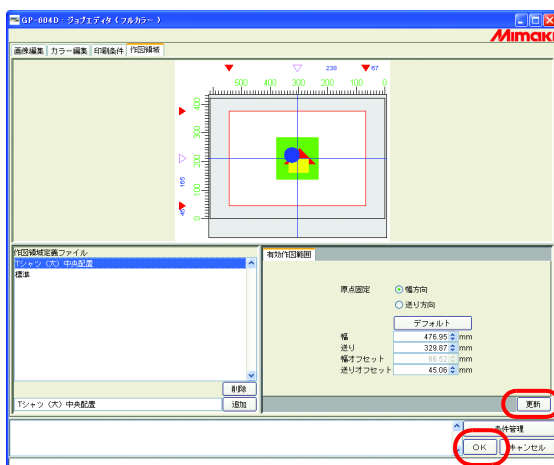 GP-604D : ジョブエディタ (フルカラー)
Mimaki
画像編集 カラー編集 印刷条件 作図領域
238 67
500 400 300 200 100 0
400
300
200
100
0
165
45
作図領域定義ファイル
Tシャツ (大) 中央配置
標準
削除
Tシャツ (大) 中央配置 追加
有効作図範囲
原点固定 幅方向
送り方向
デフォルト
幅 476.95 mm
送り 329.87 mm
幅オフセット 66.52 mm
送りオフセット 45.06 mm
更新
条件管理
OK キャンセル